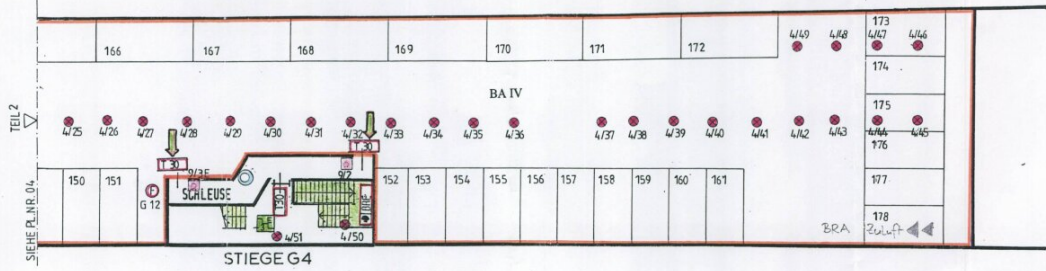 173
4/49 4/48 4/47 4/46
166 167 168 169 170 171 172
174
BA IV
175
TEIL 2
4/25 4/26 4/27 4/28 4/29 4/30 4/31 4/32 4/33 4/34 4/35 4/36 4/37 4/38 4/39 4/40 4/41 4/42 4/43 4/44 4/45
T 30
176
T 30
9/2
150 151
SCHLEUSE
152 153 154 155 156 157 158 159 160 161
177
F
G 12
T30
178
4/51 4/50
BRA Zuluft
SIEHE PL.NR. 04
STIEGE G4